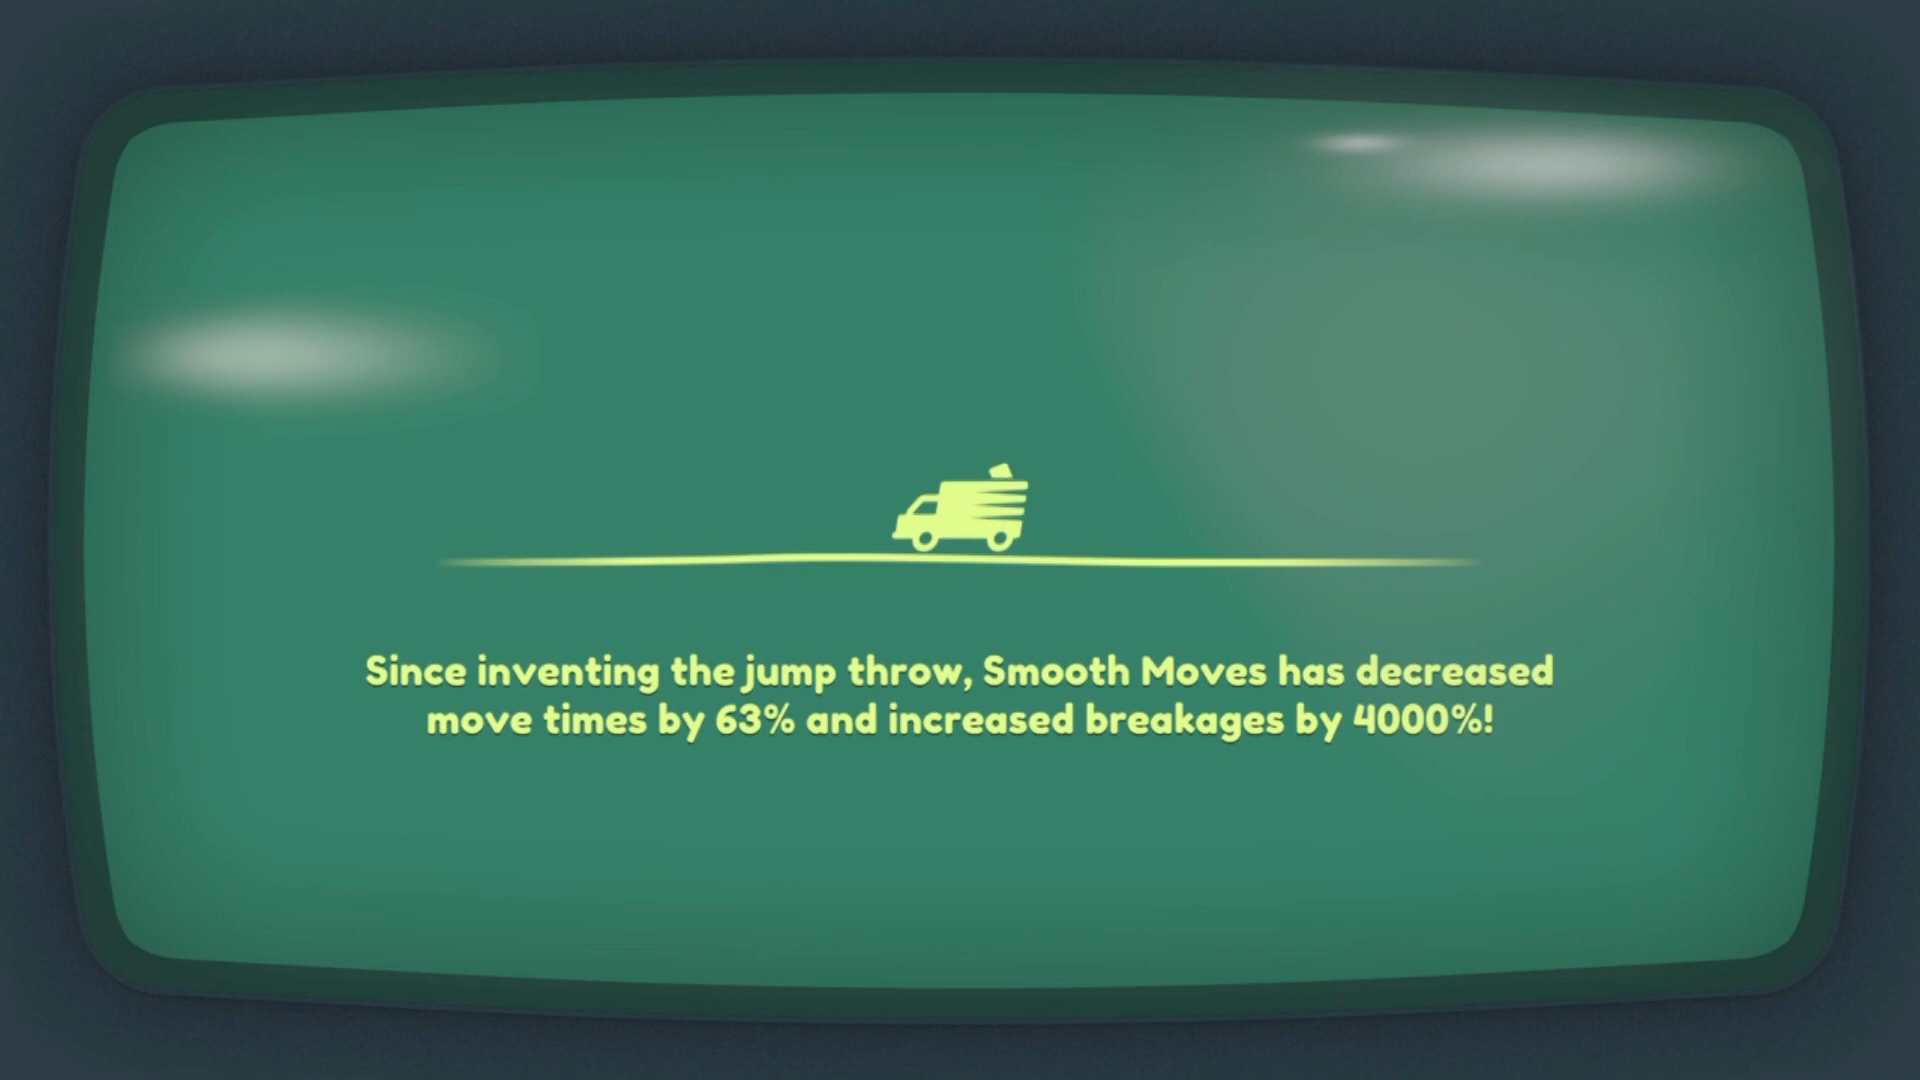 Since inventing the jump throw, Smooth Moves has decreased
move times by 63% and increased breakages by 4000%!